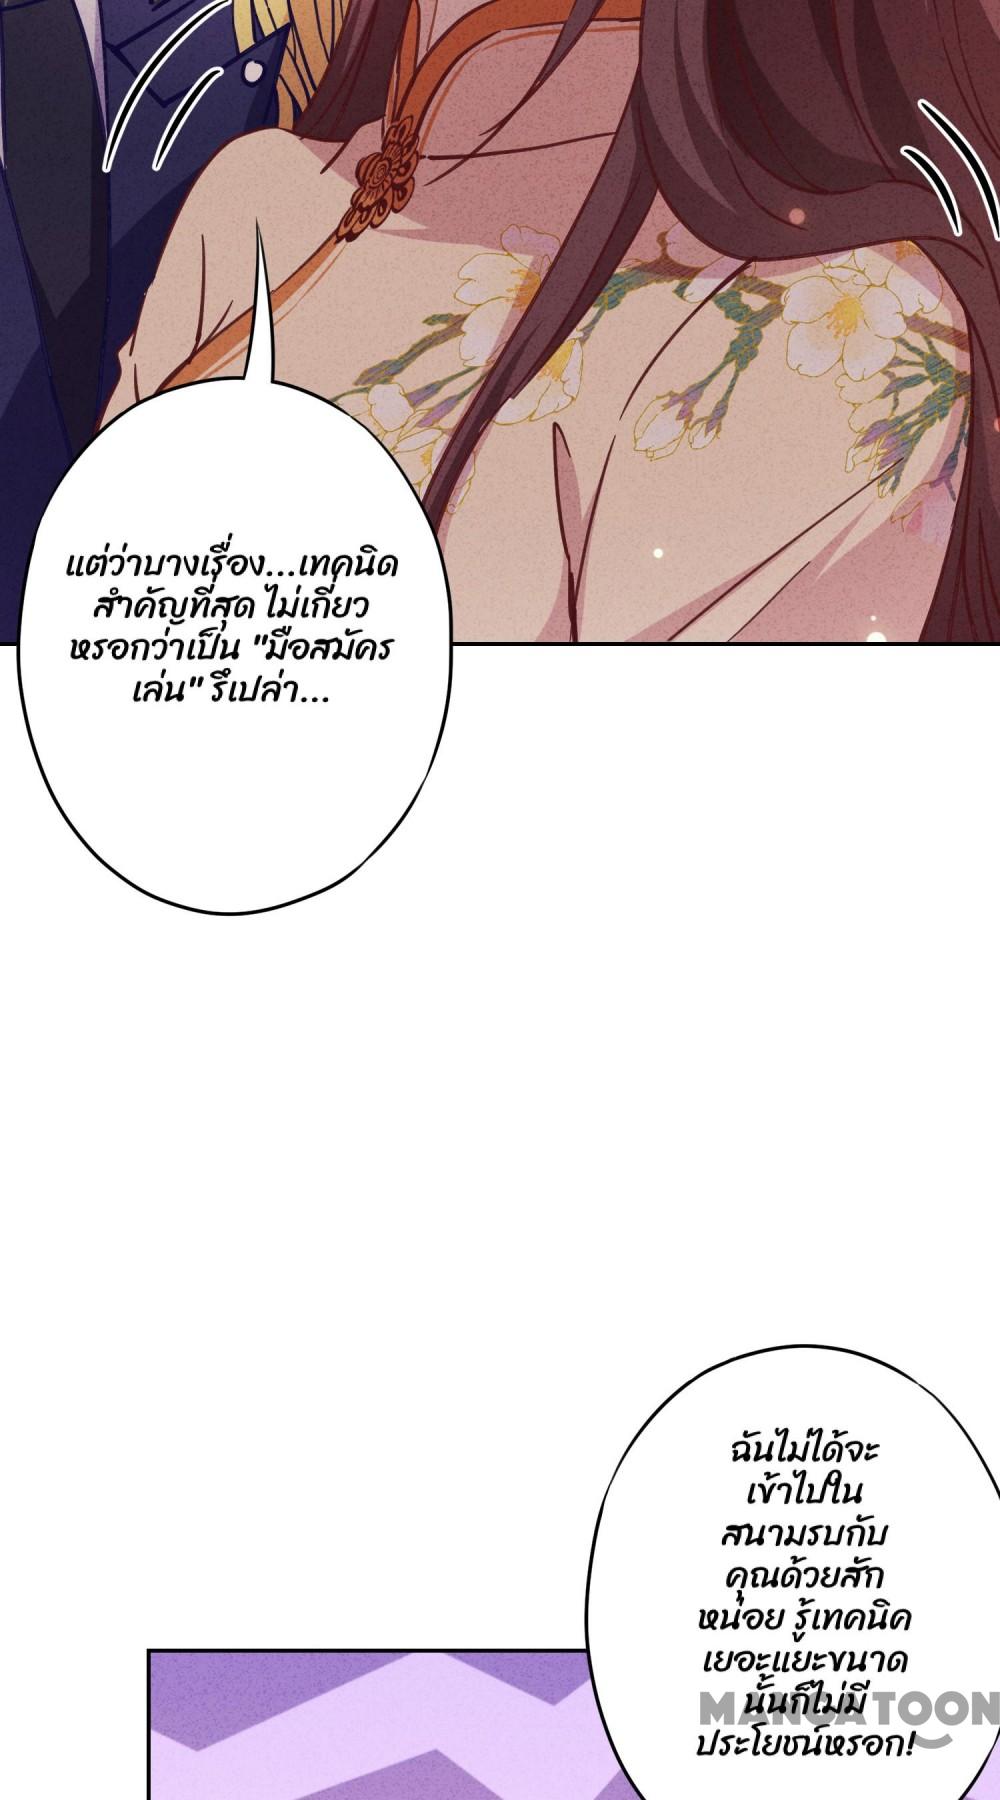 แต่ว่าบางเรื่อง...เทคนิด
สำคัญที่สุด ไม่เกี่ยว
หรอกว่าเป็น "มือสมัคร
เล่น" รึเปล่า...
ฉันไม่ได้จะ
เข้าไปใน
สนามรบกับ
คุณด้วยสัก
หน่อย รู้เทคนิค
เยอะแยะขนาด
นั้นก็ไม่มี
ประโยชน์หรอก!
MANGATOON